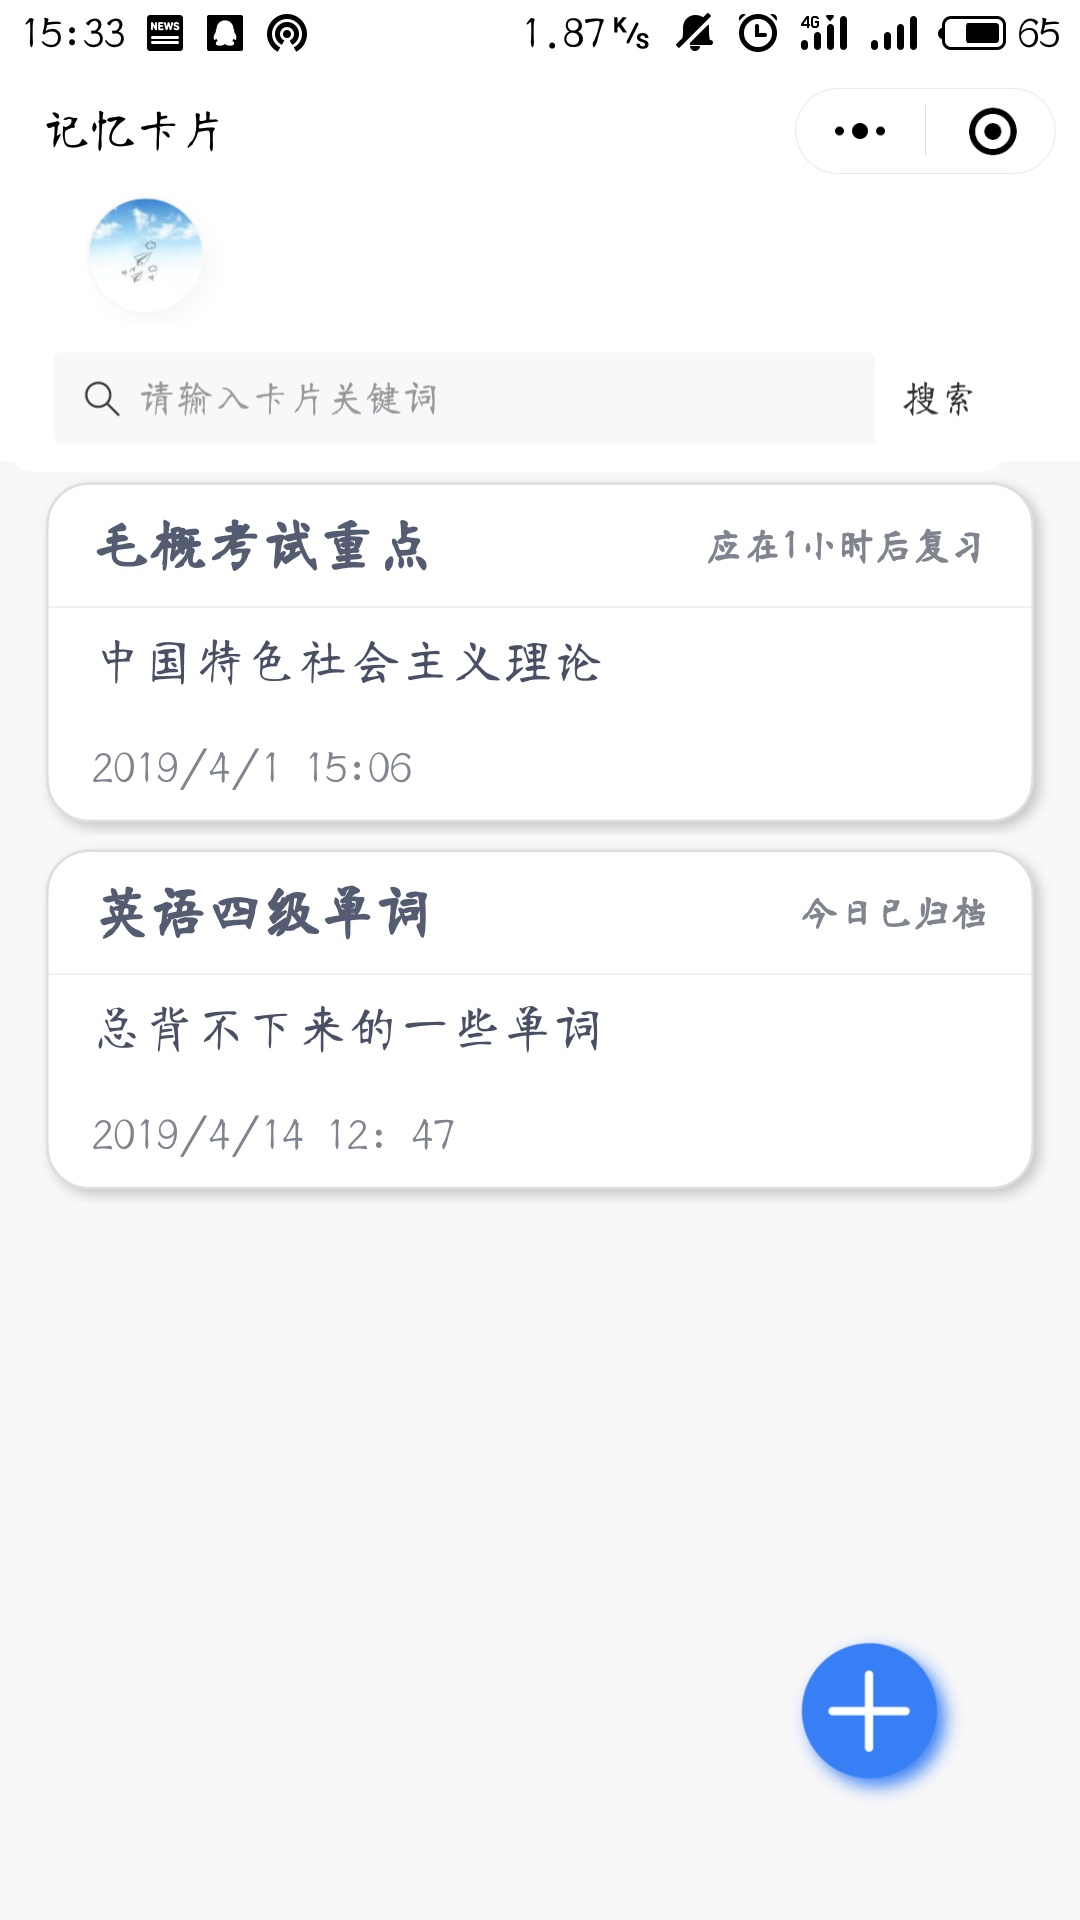 15:33 NEWS 1.87 K/s 4G 65
记忆卡片
请输入卡片关键词 搜索
毛概考试重点 应在1小时后复习
中国特色社会主义理论
2019/4/1 15:06
英语四级单词 今日已归档
总背不下来的一些单词
2019/4/14 12: 47